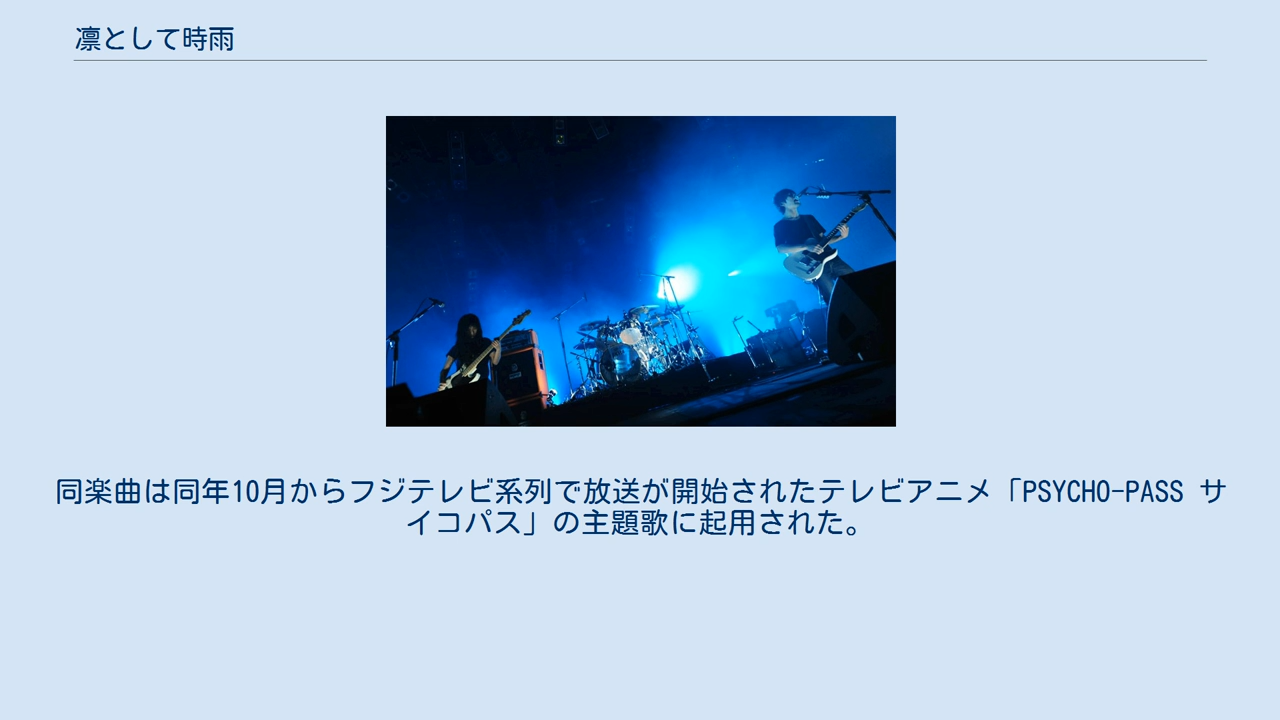 凛として時雨
同楽曲は同年10月からフジテレビ系列で放送が開始されたテレビアニメ「PSYCHO-PASS サ
イコパス」の主題歌に起用された。